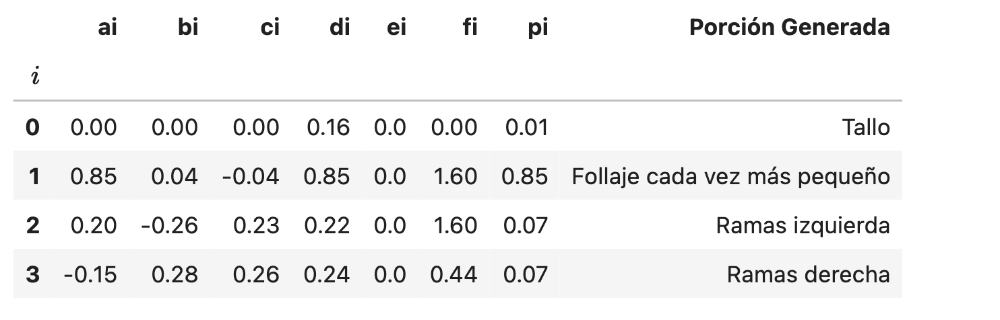 ai bi ci di ei fi pi Porción Generada
i
0 0.00 0.00 0.00 0.16 0.0 0.00 0.01 Tallo
1 0.85 0.04 -0.04 0.85 0.0 1.60 0.85 Follaje cada vez más pequeño
2 0.20 -0.26 0.23 0.22 0.0 1.60 0.07 Ramas izquierda
3 -0.15 0.28 0.26 0.24 0.0 0.44 0.07 Ramas derecha